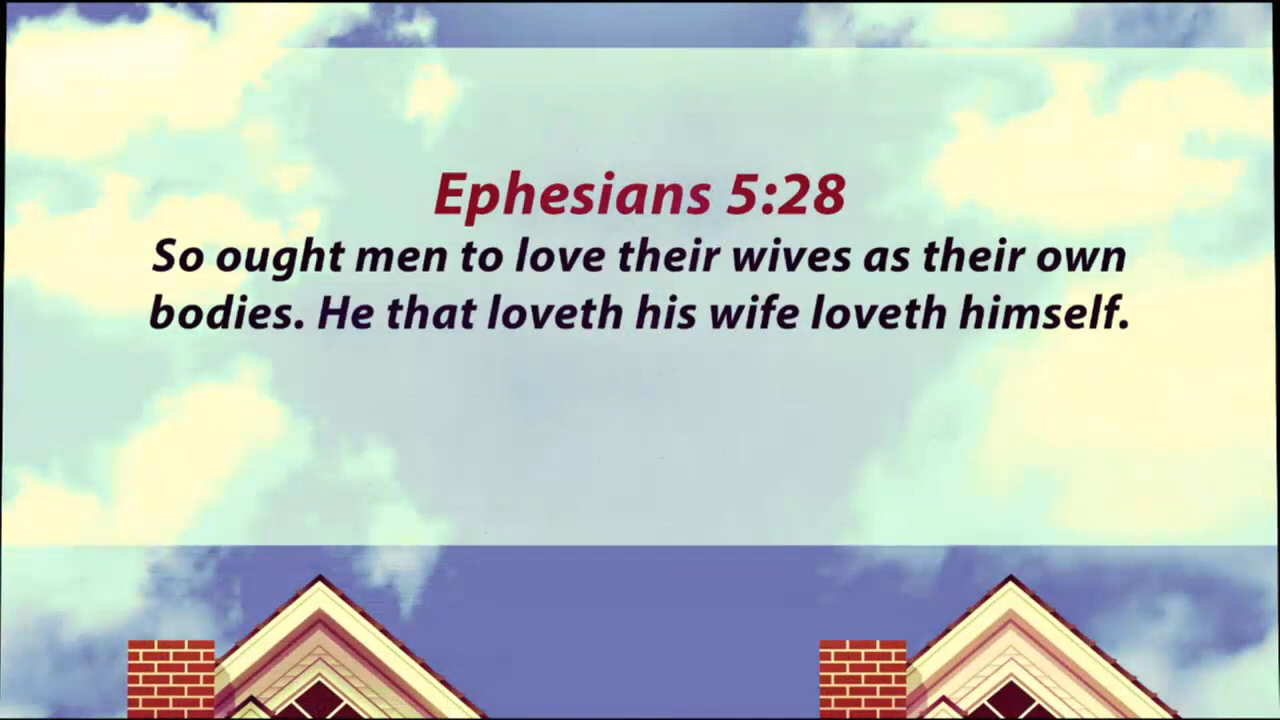 Ephesians 5:28
So ought men to love their wives as their own
bodies. He that loveth his wife loveth himself.